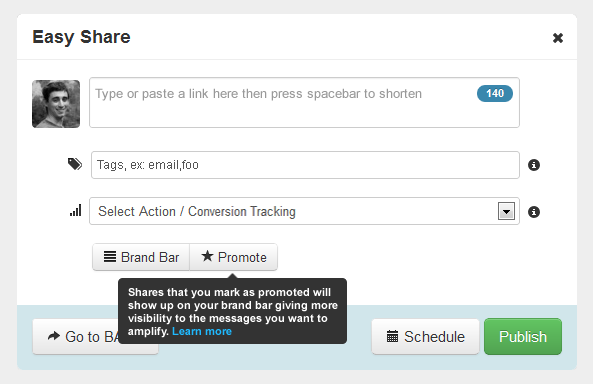 Easy Share
Type or paste a link here then press spacebar to shorten
140
Tags, ex: email,foo
Select Action / Conversion Tracking
Brand Bar
Promote
Shares that you mark as promoted will
show up on your brand bar giving more
visibility to the messages you want to
amplify. Learn more
Go to BA
Schedule
Publish